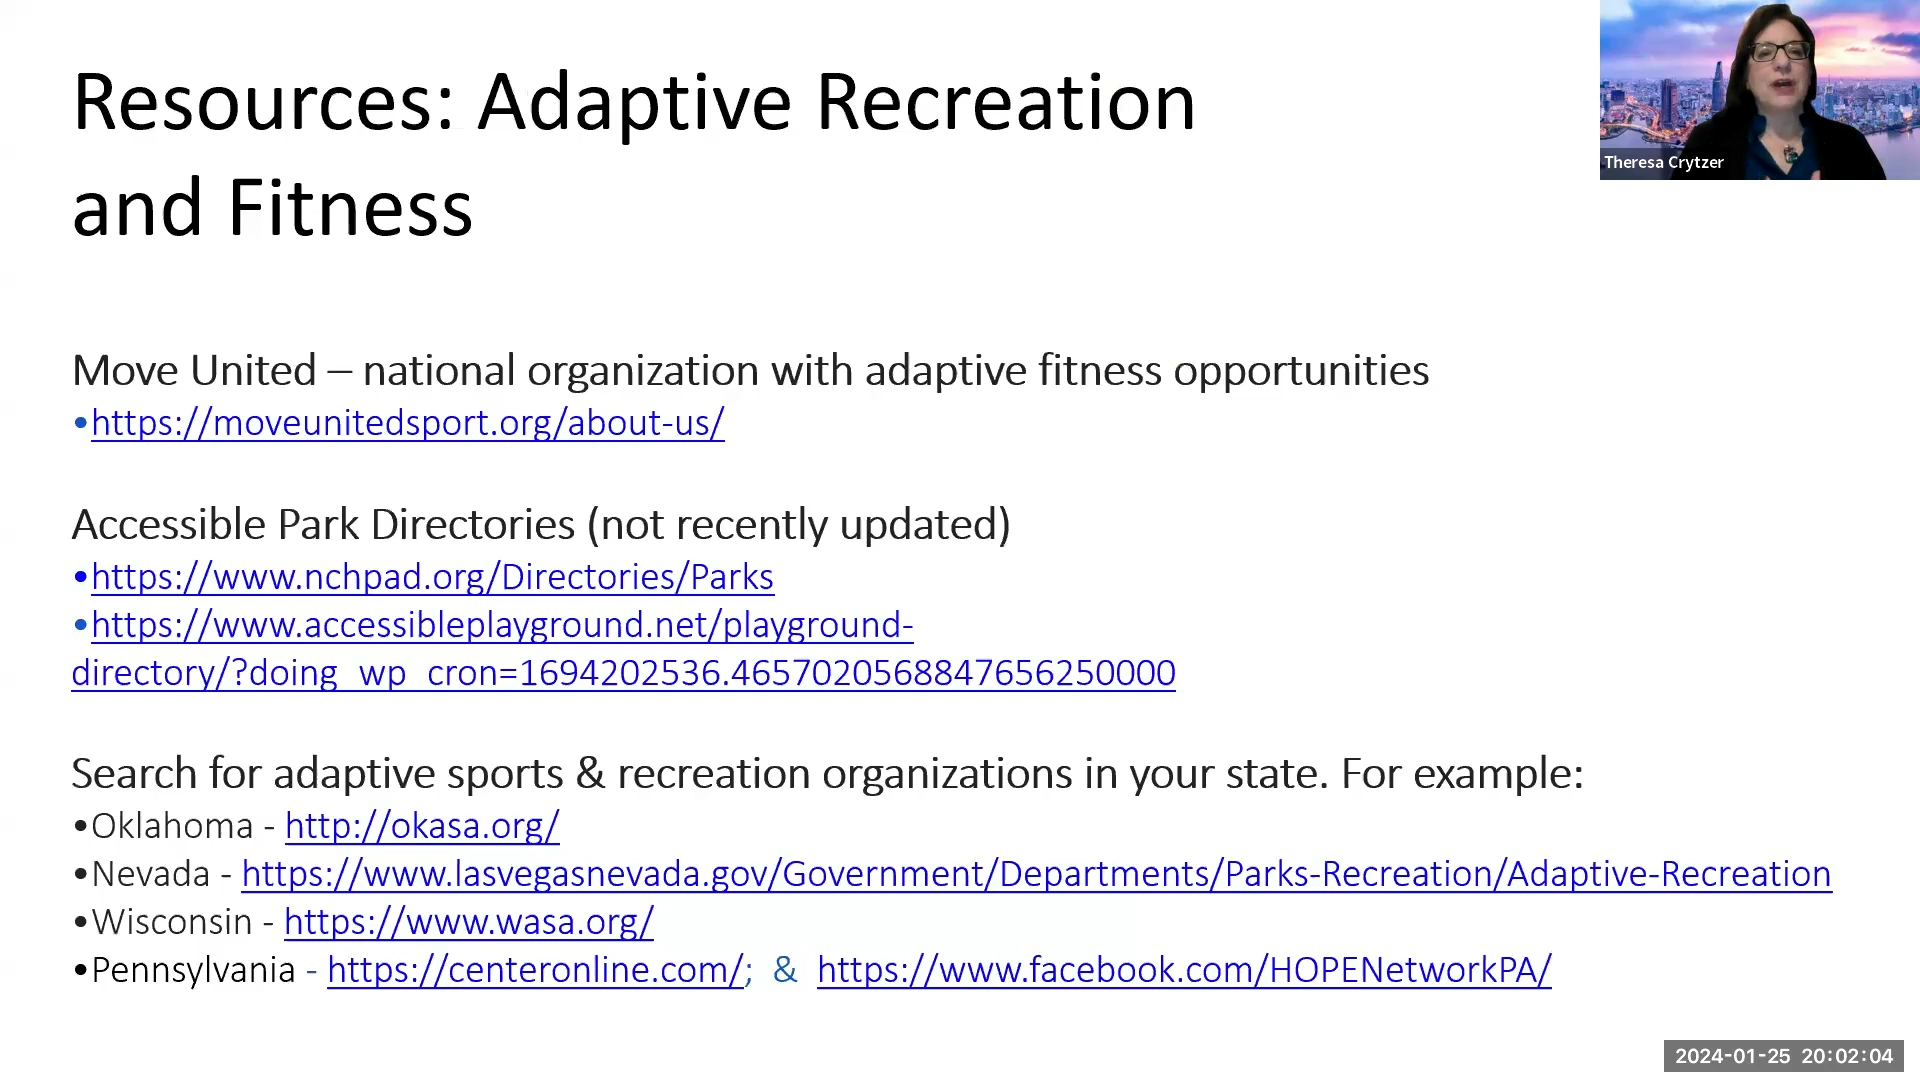 Resources: Adaptive Recreation
and Fitness
Theresa Crytzer
Move United – national organization with adaptive fitness opportunities
•https://moveunitedsport.org/about-us/
Accessible Park Directories (not recently updated)
•https://www.nchpad.org/Directories/Parks
•https://www.accessibleplayground.net/playground-
directory/?doing_wp_cron=1694202536.4657020568847656250000
Search for adaptive sports & recreation organizations in your state. For example:
•Oklahoma - http://okasa.org/
•Nevada - https://www.lasvegasnevada.gov/Government/Departments/Parks-Recreation/Adaptive-Recreation
•Wisconsin - https://www.wasa.org/
•Pennsylvania - https://centeronline.com/; & https://www.facebook.com/HOPENetworkPA/
2024-01-25 20:02:04